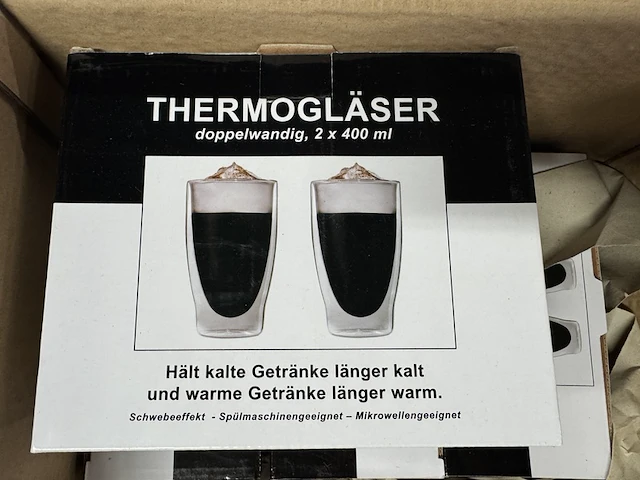 THERMOGLÄSER
doppelwandig, 2 x 400 ml
Hält kalte Getränke länger kalt
und warme Getränke länger warm.
Schwebeeffekt - Spülmaschinengeeignet – Mikrowellengeeignet